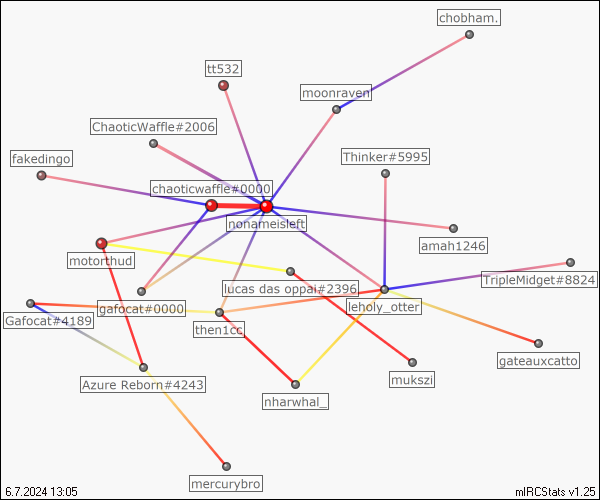 chobham.
tt532
moonraven
ChaoticWaffle#2006
fakedingo
Thinker#5995
chaoticwaffle#0000
nonameisleft
amah1246
motorthud
TripleMidget#8824
lucas das oppai#2396
gafocat#0000
leholy_otter
Gafocat#4189
then1cc
gateauxcatto
Azure Reborn#4243
mukszi
nharwhal_
mercurybro
6.7.2024 13:05
mIRCStats v1.25